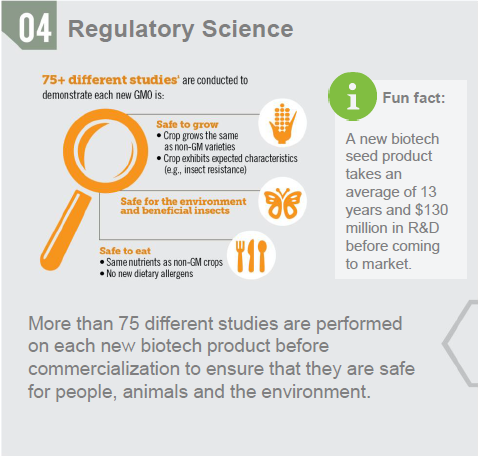 04 Regulatory Science
75+ different studies' are conducted to
demonstrate each new GMO is:
Safe to grow
• Crop grows the same
as non-GM varieties
• Crop exhibits expected characteristics
(e.g., insect resistance)
Safe for the environment
and beneficial insects
Safe to eat
• Same nutrients as non-GM crops
• No new dietary allergens
i Fun fact:
A new biotech
seed product
takes an
average of 13
years and $130
million in R&D
before coming
to market.
More than 75 different studies are performed
on each new biotech product before
commercialization to ensure that they are safe
for people, animals and the environment.